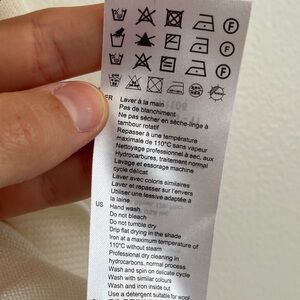 F
F
F
FR
Laver à la main
Pas de blanchiment
Ne pas sécher en sèche-linge à
tambour rotatif
Repasser à une température
maximale de 110°C sans vapeur
Nettoyage professionnel à sec, aux
Hydrocarbures, traitement normal
Lavage et essorage machine
cycle délicat
Laver avec coloris similaires
Laver et repasser sur l'envers
Utiliser une lessive adaptée à
la laine
US
Hand wash
Do not bleach
Do not tumble dry
Drip flat drying in the shade
Iron at a maximum temperature of
110°C without steam
Professional dry cleaning in
hydrocarbons, normal process
Wash and spin on delicate cycle
Wash with similar colours
Wash and iron inside out
Use a detergent suitable for wool